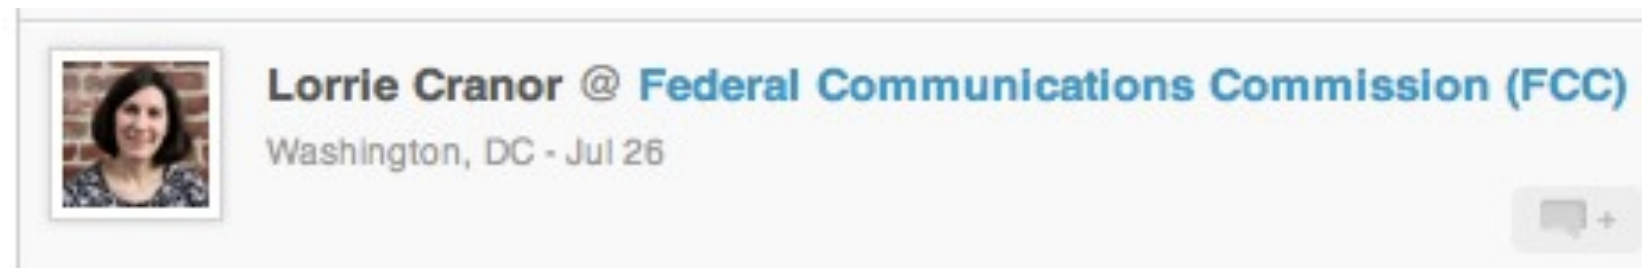 Lorrie Cranor @ Federal Communications Commission (FCC)
Washington, DC - Jul 26
+